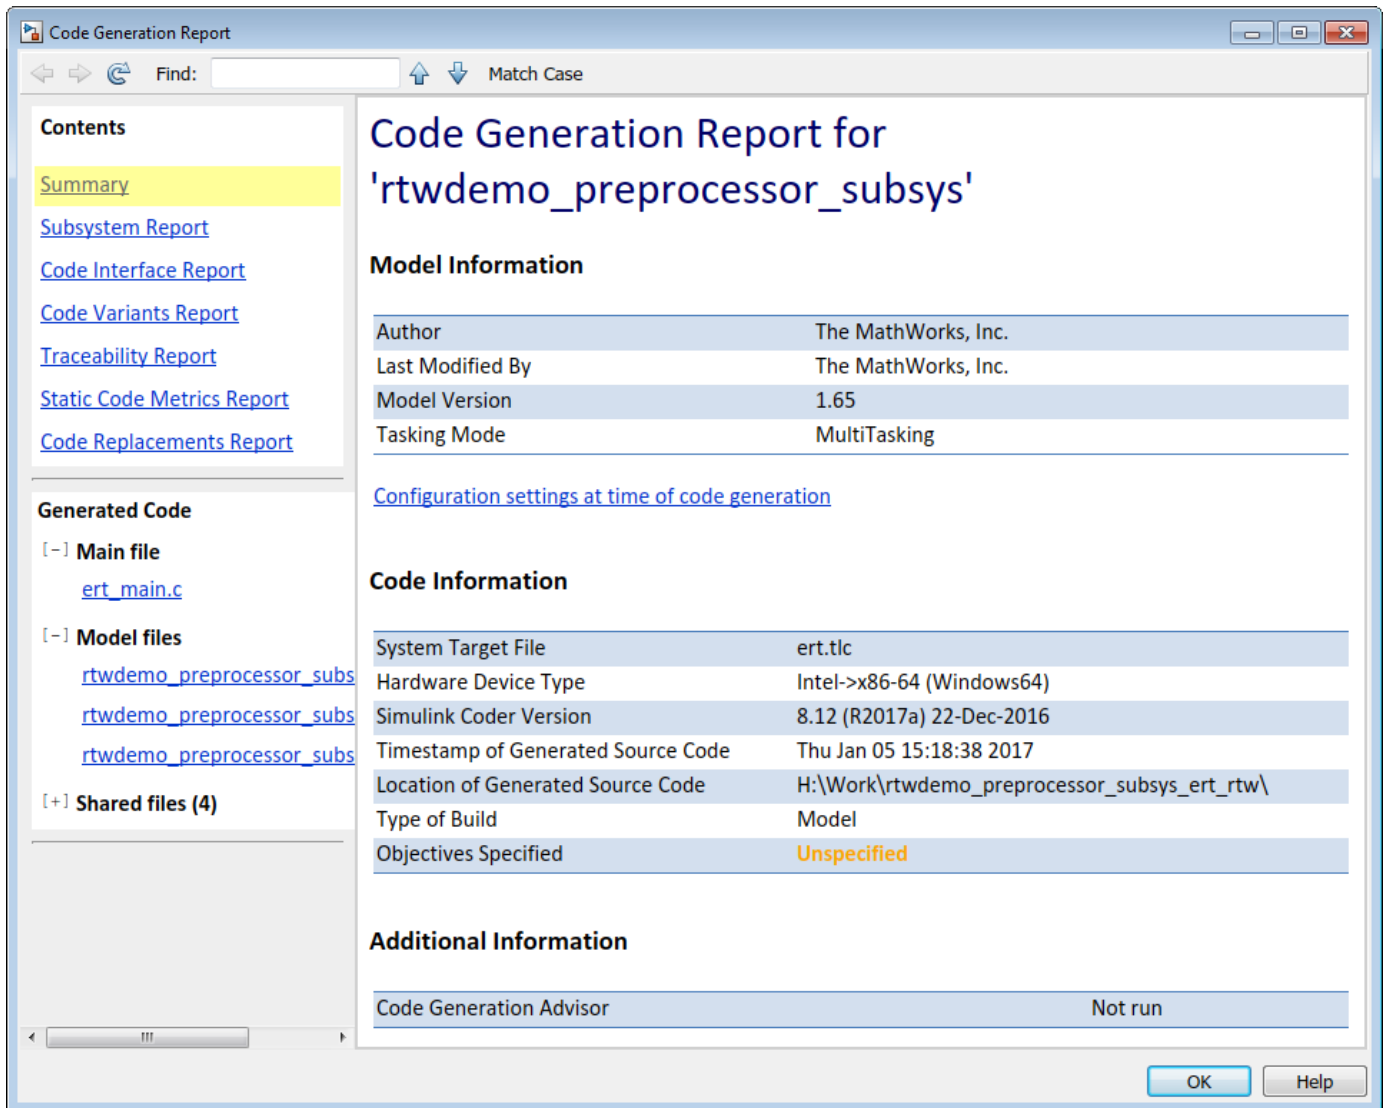 Code Generation Report
Find:
Match Case
Contents
Summary
Subsystem Report
Code Interface Report
Code Variants Report
Traceability Report
Static Code Metrics Report
Code Replacements Report
Generated Code
[-] Main file
ert_main.c
[-] Model files
rtwdemo_preprocessor_subs
rtwdemo_preprocessor_subs
rtwdemo_preprocessor_subs
[+] Shared files (4)
Code Generation Report for
'rtwdemo_preprocessor_subsys'
Model Information
Author The MathWorks, Inc.
Last Modified By The MathWorks, Inc.
Model Version 1.65
Tasking Mode MultiTasking
Configuration settings at time of code generation
Code Information
System Target File ert.tlc
Hardware Device Type Intel->x86-64 (Windows64)
Simulink Coder Version 8.12 (R2017a) 22-Dec-2016
Timestamp of Generated Source Code Thu Jan 05 15:18:38 2017
Location of Generated Source Code H:\Work\rtwdemo_preprocessor_subsys_ert_rtw\
Type of Build Model
Objectives Specified Unspecified
Additional Information
Code Generation Advisor Not run
OK Help